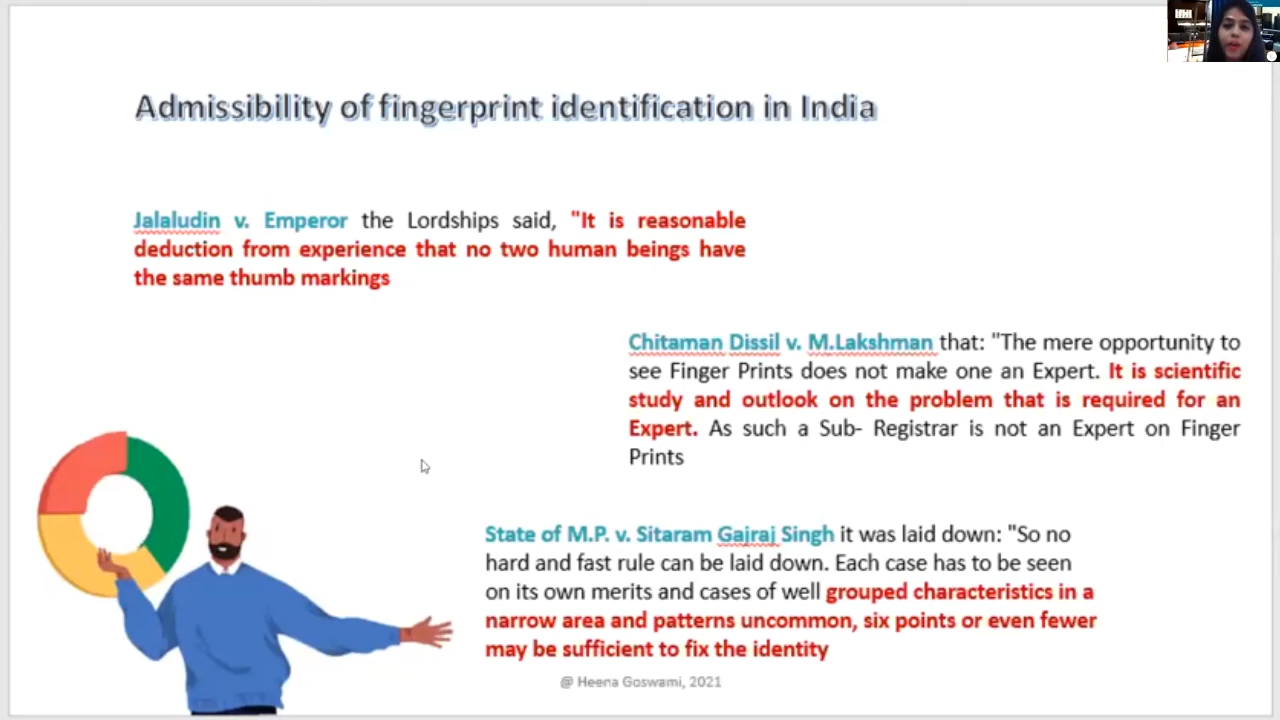 Admissibility of fingerprint identification in India
Jalaludin v. Emperor the Lordships said, "It is reasonable
deduction from experience that no two human beings have
the same thumb markings
Chitaman Dissil v. M.Lakshman that: "The mere opportunity to
see Finger Prints does not make one an Expert. It is scientific
study and outlook on the problem that is required for an
Expert. As such a Sub- Registrar is not an Expert on Finger
Prints
State of M.P. v. Sitaram Gajraj Singh it was laid down: "So no
hard and fast rule can be laid down. Each case has to be seen
on its own merits and cases of well grouped characteristics in a
narrow area and patterns uncommon, six points or even fewer
may be sufficient to fix the identity
@ Heena Goswami, 2021